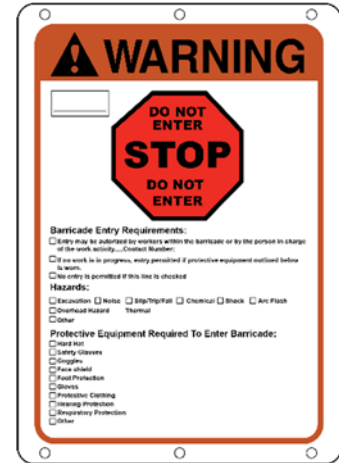 WARNING
DO NOT
ENTER
STOP
DO NOT
ENTER
Barricade Entry Requirements:
Entry may be autorized by workers within the barricade or by the person in charge
of the work activity.....Contact Number:
If no work is in progress, entry permitted if protective equipment outlined below
is worn.
No entry is permitted if this line is checked
Hazards:
Excavation Noise Slip/Trip/Fall Chemical Shock Arc Flash
Overhead Hazard Thermal
Other
Protective Equipment Required To Enter Barricade:
Hard Hat
Safety Glasses
Goggles
Face shield
Foot Protection
Gloves
Protective Clothing
Hearing Protection
Respiratory Protection
Other